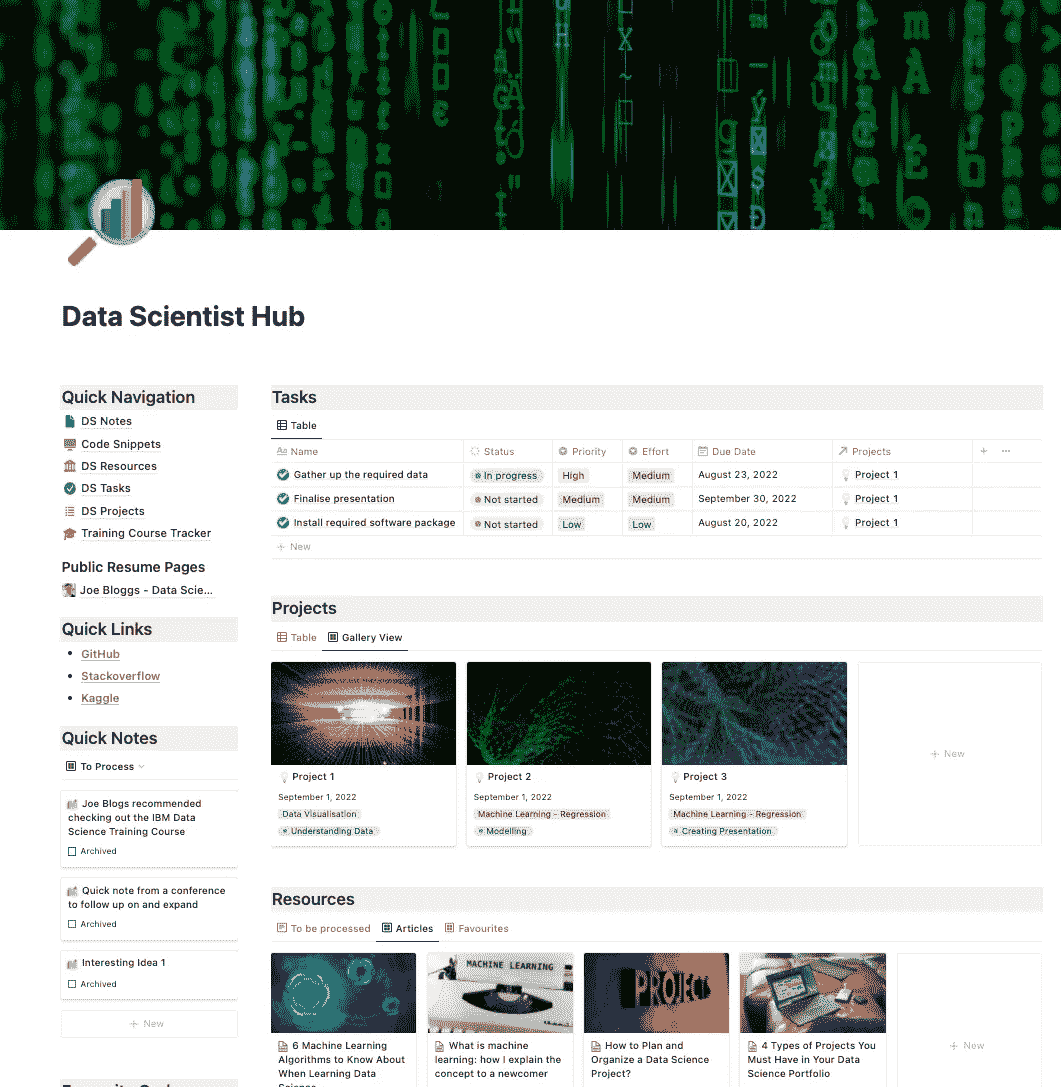 Data Scientist Hub
Quick Navigation
DS Notes
Code Snippets
DS Resources
DS Tasks
DS Projects
Training Course Tracker
Public Resume Pages
Joe Bloggs - Data Scie...
Quick Links
GitHub
Stackoverflow
Kaggle
Quick Notes
To Process
Joe Blogs recommended
checking out the IBM Data
Science Training Course
Archived
Quick note from a conference
to follow up on and expand
Archived
Interesting Idea 1
Archived
+ New
Tasks
Table
Aa Name Status Priority Effort Due Date Projects + ...
Gather up the required data In progress High Medium August 23, 2022 Project 1
Finalise presentation Not started Medium Medium September 30, 2022 Project 1
Install required software package Not started Low Low August 20, 2022 Project 1
+ New
Projects
Table Gallery View
Project 1
September 1, 2022
Data Visualisation
Understanding Data
Project 2
September 1, 2022
Machine Learning - Regression
Modelling
Project 3
September 1, 2022
Machine Learning - Regression
Creating Presentation
+ New
Resources
To be processed Articles Favourites
6 Machine Learning
Algorithms to Know About
When Learning Data
Science
MACHINE LEARNING
What is machine
learning: how I explain the
concept to a newcomer
PROJECT
How to Plan and
Organize a Data Science
Project?
4 Types of Projects You
Must Have in Your Data
Science Portfolio
+ New